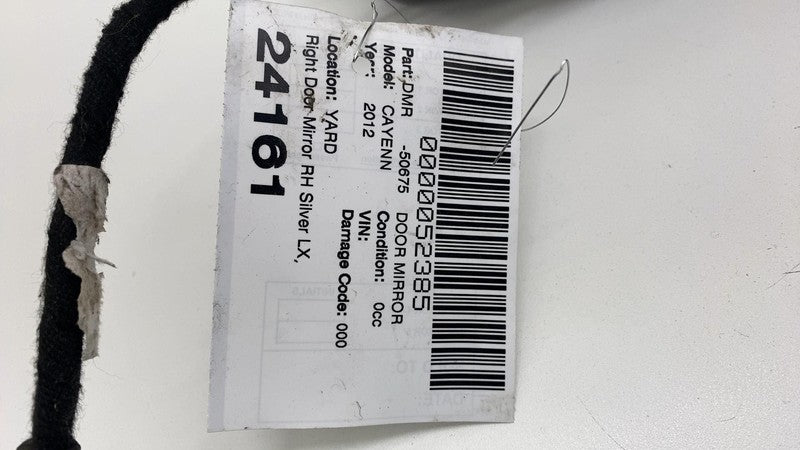 0000052385
Part: DMR -50675 DOOR MIRROR
Model: CAYENN Condition: 0cc
Year: 2012 VIN:
Location: YARD Damage Code: 000
Right Door Mirror RH Silver LX,
24161